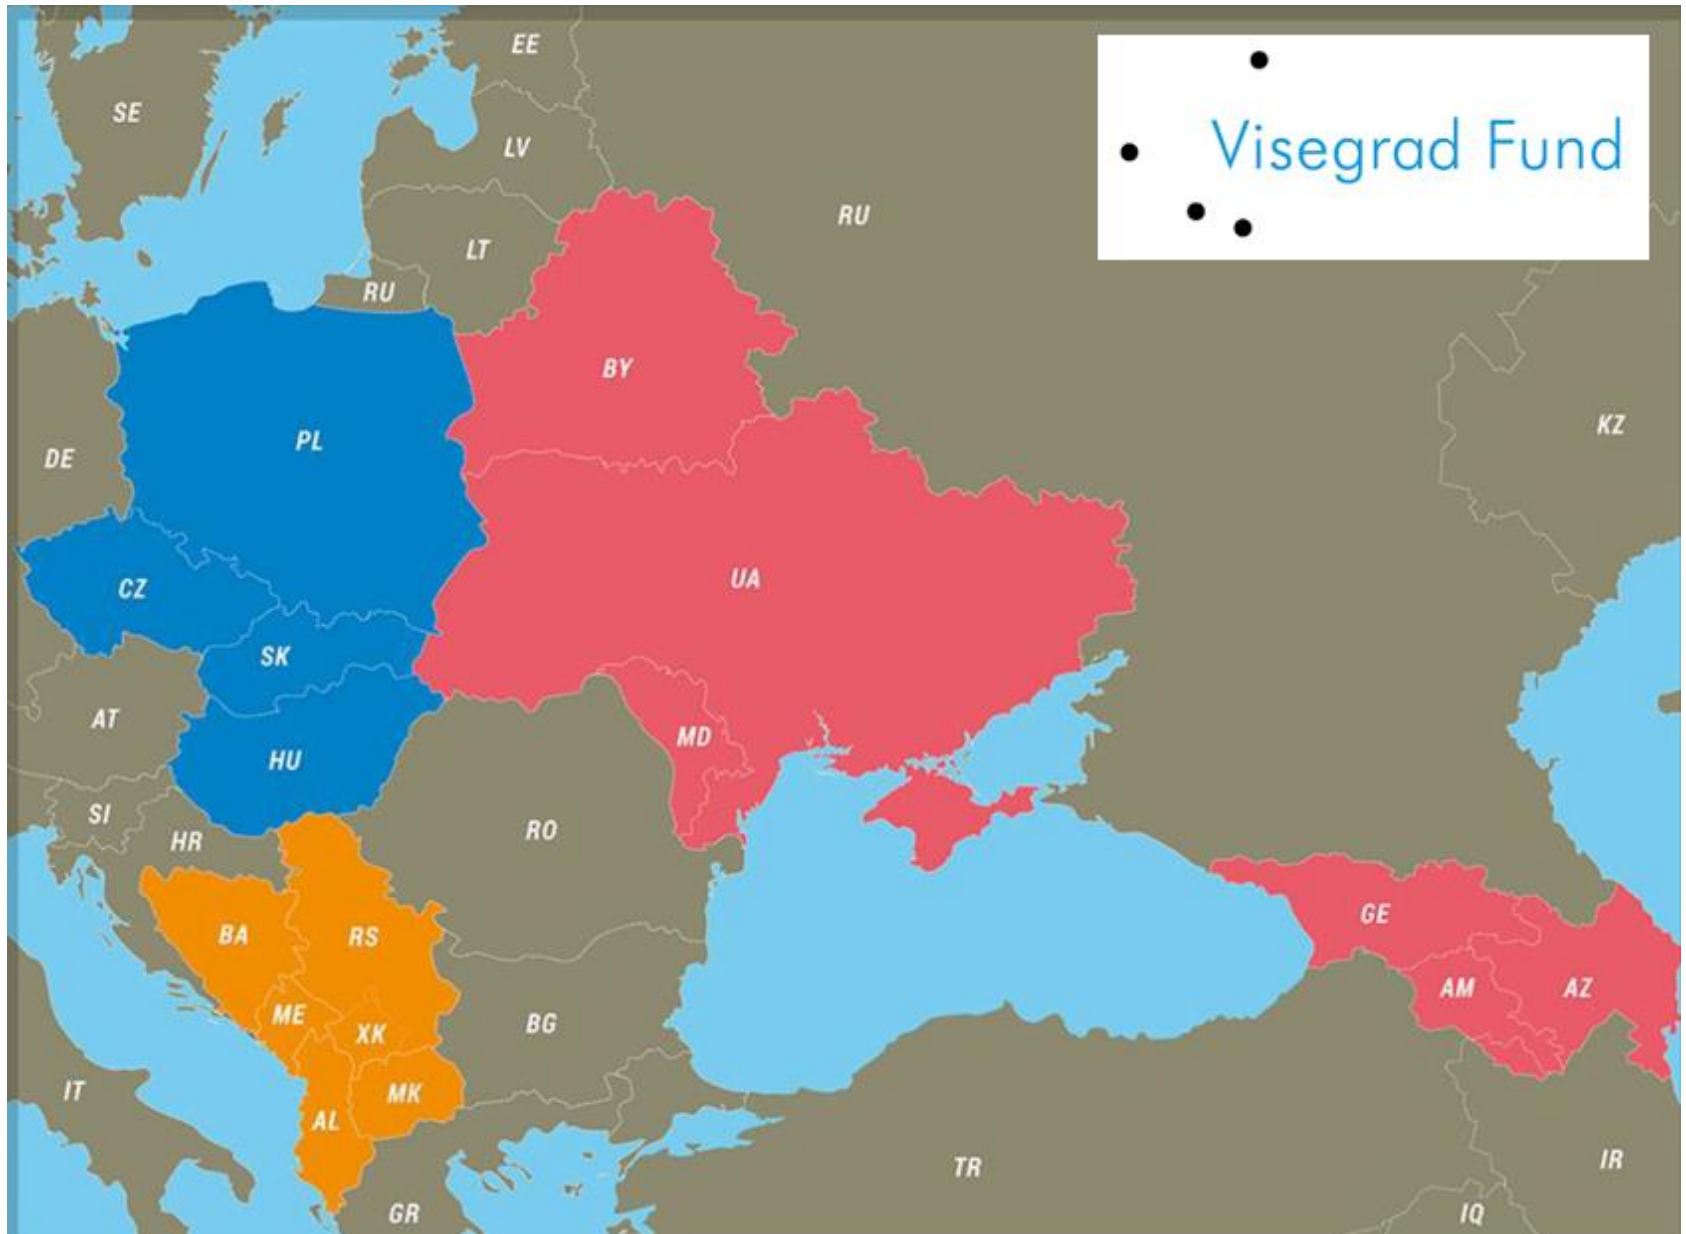 EE
SE
Visegrad Fund
LV
RU
LT
RU
BY
KZ
PL
DE
UA
CZ
SK
AT
MD
HU
SI
RO
HR
GE
BA
RS
AM
AZ
ME
BG
XK
IT
MK
AL
TR
IR
GR
IQ